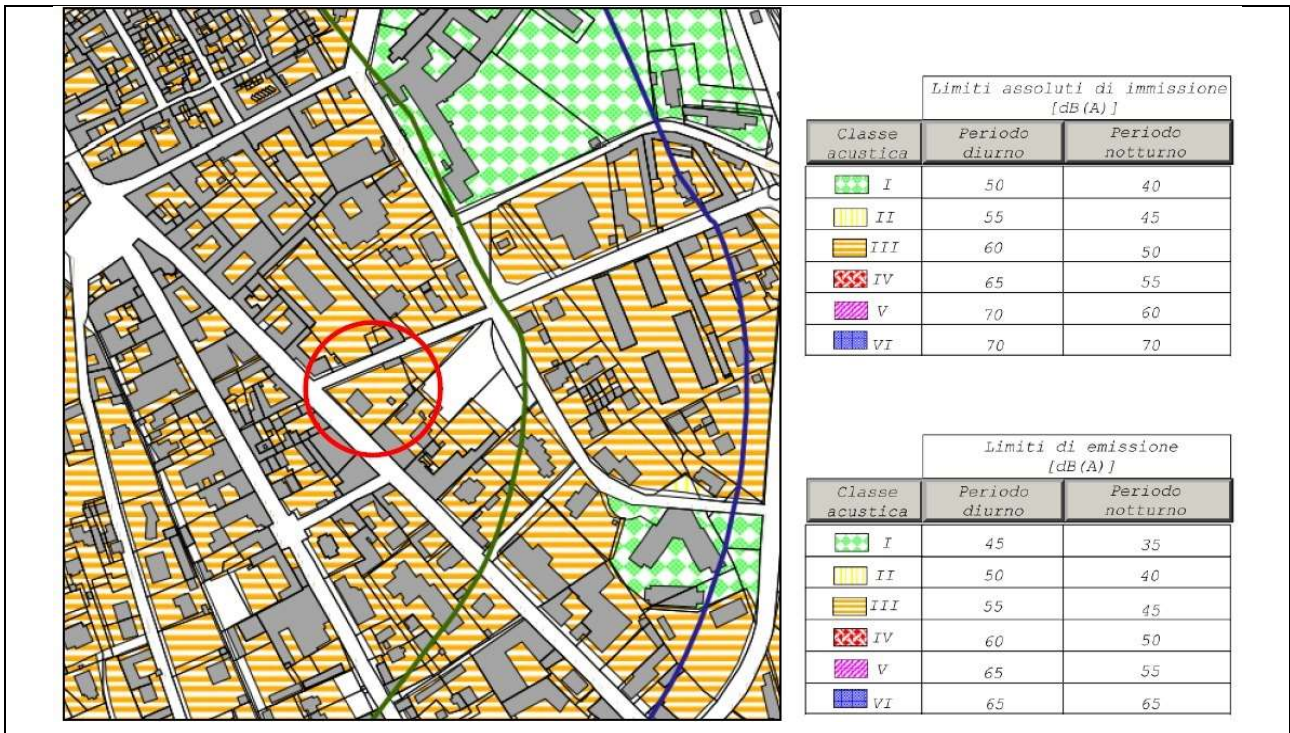 Limiti assoluti di immissione
[dB(A)]
Classe acustica Periodo diurno Periodo notturno
I 50 40
II 55 45
III 60 50
IV 65 55
V 70 60
VI 70 70
Limiti di emissione
[dB(A)]
Classe acustica Periodo diurno Periodo notturno
I 45 35
II 50 40
III 55 45
IV 60 50
V 65 55
VI 65 65